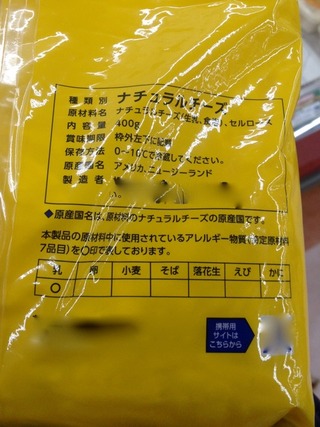 種類別 ナチュラルチーズ
原材料名 ナチュラルチーズ(生乳、食塩)、セルロース
内容量 400g
賞味期限 枠外左下に記載
保存方法 0～10℃で冷蔵してください。
原産国名 アメリカ、ニュージーランド
製造者
◆原産国名は、原材料のナチュラルチーズの原産国です。
本製品の原材料中に使用されているアレルギー物質(特定原材料
7品目)を〇印で表しております。
乳 卵 小麦 そば 落花生 えび かに
〇
携帯用
サイトは
こちらから